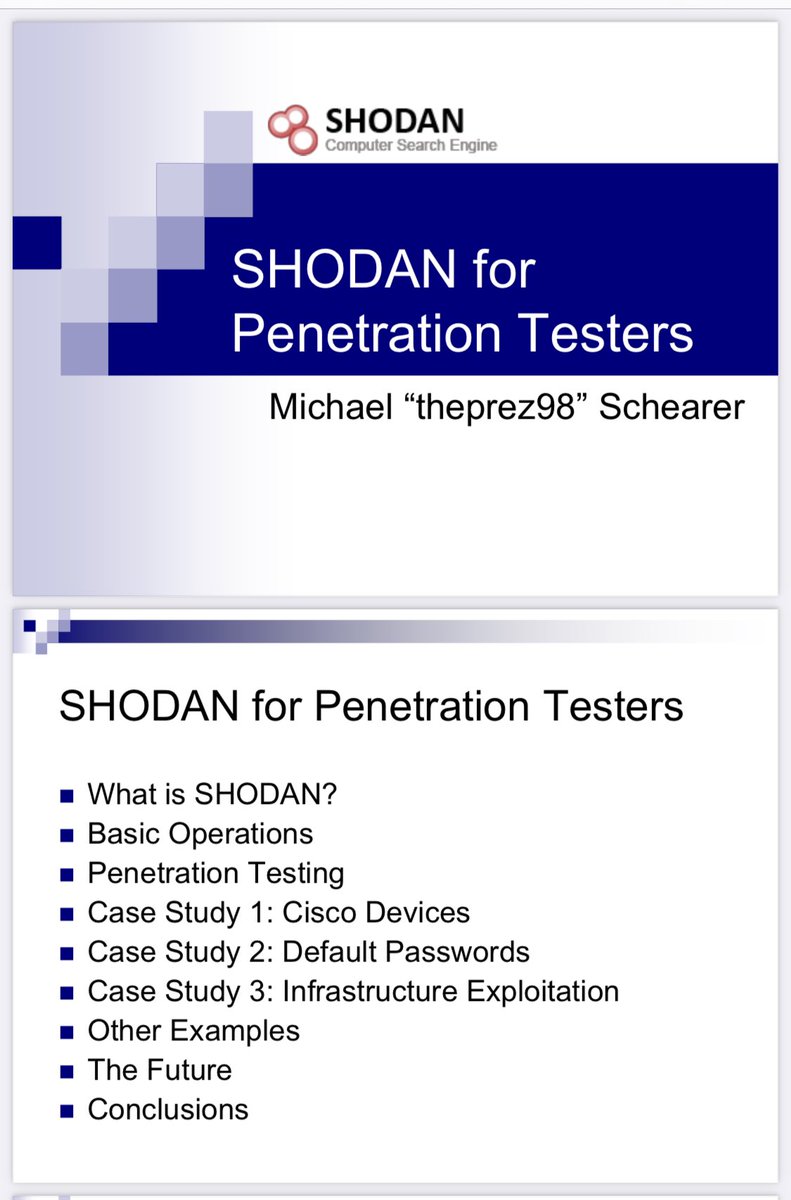 SHODAN
Computer Search Engine
SHODAN for
Penetration Testers
Michael “theprez98” Schearer
SHODAN for Penetration Testers
What is SHODAN?
Basic Operations
Penetration Testing
Case Study 1: Cisco Devices
Case Study 2: Default Passwords
Case Study 3: Infrastructure Exploitation
Other Examples
The Future
Conclusions